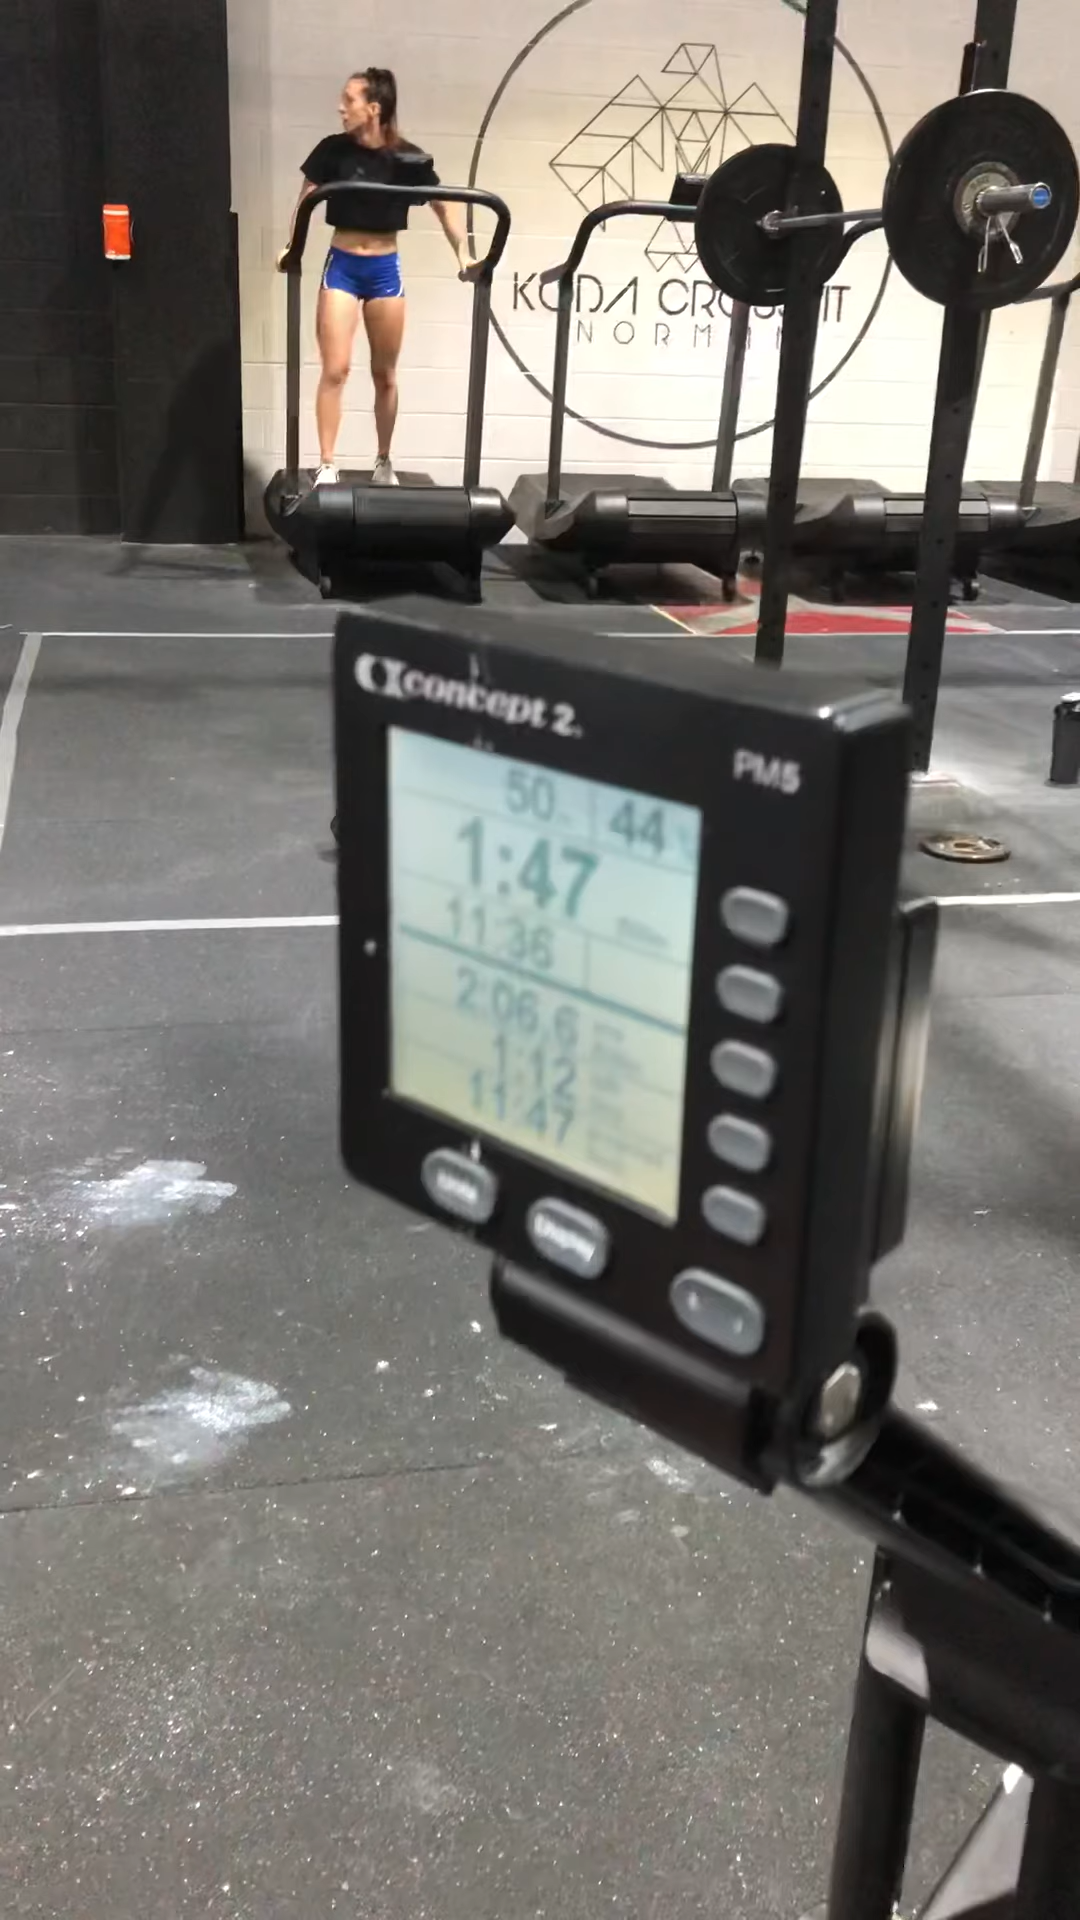 KODA CROSSFIT
NORMAN
concept 2.
PM5
50
44
1:47
11:36
2:06.6
1:12
11:47
Display